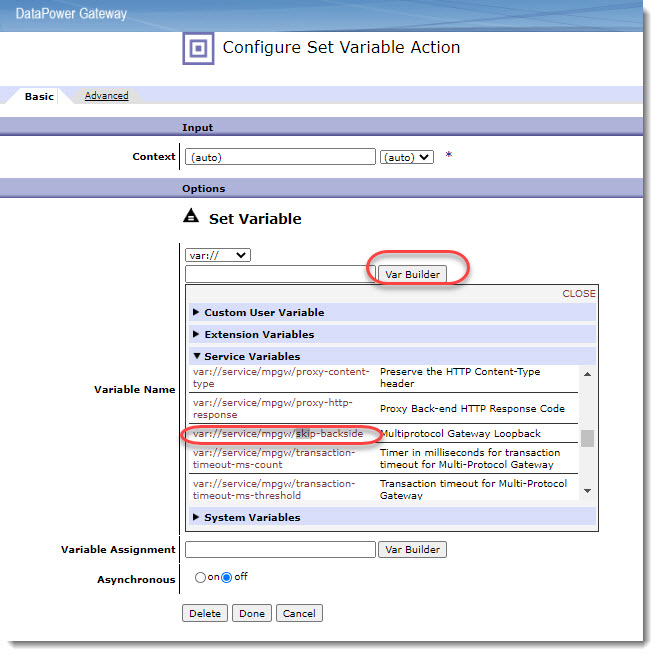 DataPower Gateway
Configure Set Variable Action
Basic Advanced
Input
Context (auto) (auto) *
Options
Set Variable
var://
Var Builder
CLOSE
Custom User Variable
Extension Variables
Service Variables
var://service/mpgw/proxy-content- Preserve the HTTP Content-Type
type header
var://service/mpgw/proxy-http- Proxy Back-end HTTP Response Code
response
var://service/mpgw/skip-backside Multiprotocol Gateway Loopback
var://service/mpgw/transaction- Timer in milliseconds for transaction
timeout-ms-count timeout for Multi-Protocol Gateway
var://service/mpgw/transaction- Transaction timeout for Multi-Protocol
timeout-ms-threshold Gateway
System Variables
Variable Name
Variable Assignment Var Builder
Asynchronous on off
Delete Done Cancel